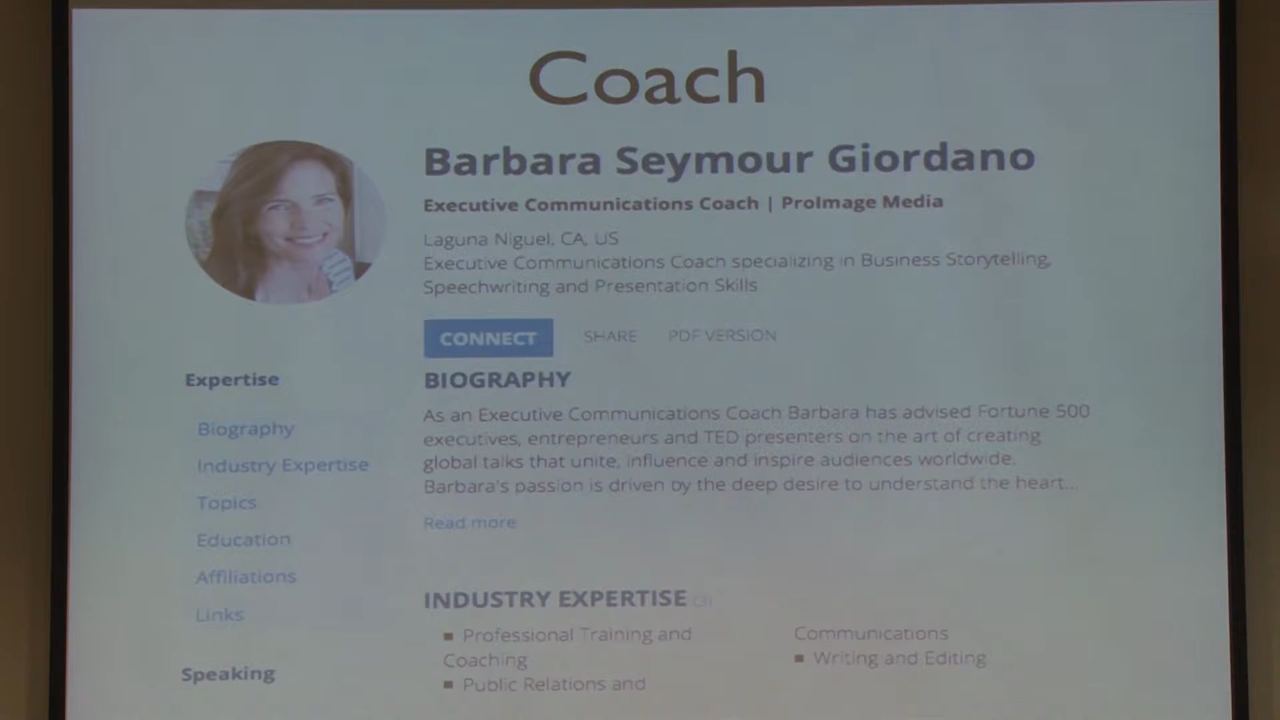 Coach
Barbara Seymour Giordano
Executive Communications Coach | ProImage Media
Laguna Niguel, CA, US
Executive Communications Coach specializing in Business Storytelling,
Speechwriting and Presentation Skills
CONNECT SHARE PDF VERSION
Expertise
Biography
Industry Expertise
Topics
Education
Affiliations
Links
Speaking
BIOGRAPHY
As an Executive Communications Coach Barbara has advised Fortune 500
executives, entrepreneurs and TED presenters on the art of creating
global talks that unite, influence and inspire audiences worldwide.
Barbara's passion is driven by the deep desire to understand the heart...
Read more
INDUSTRY EXPERTISE (3)
■ Professional Training and
Coaching
■ Public Relations and
Communications
■ Writing and Editing